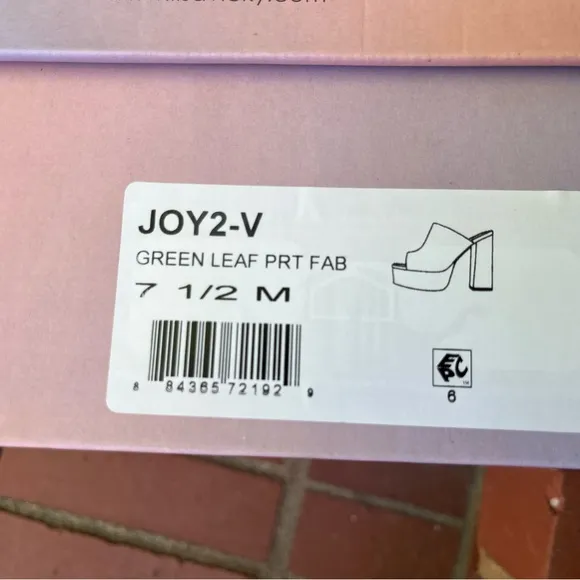 JOY2-V
GREEN LEAF PRT FAB
7 1/2 M
8 84365 72192 9
6